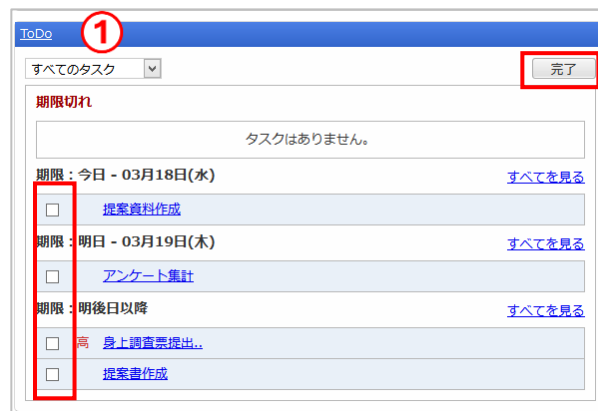 ToDo ①
すべてのタスク 完了
期限切れ
タスクはありません。
期限：今日 - 03月18日(水) すべてを見る
提案資料作成
期限：明日 - 03月19日(木) すべてを見る
アンケート集計
期限：明後日以降 すべてを見る
高 身上調査票提出..
提案書作成